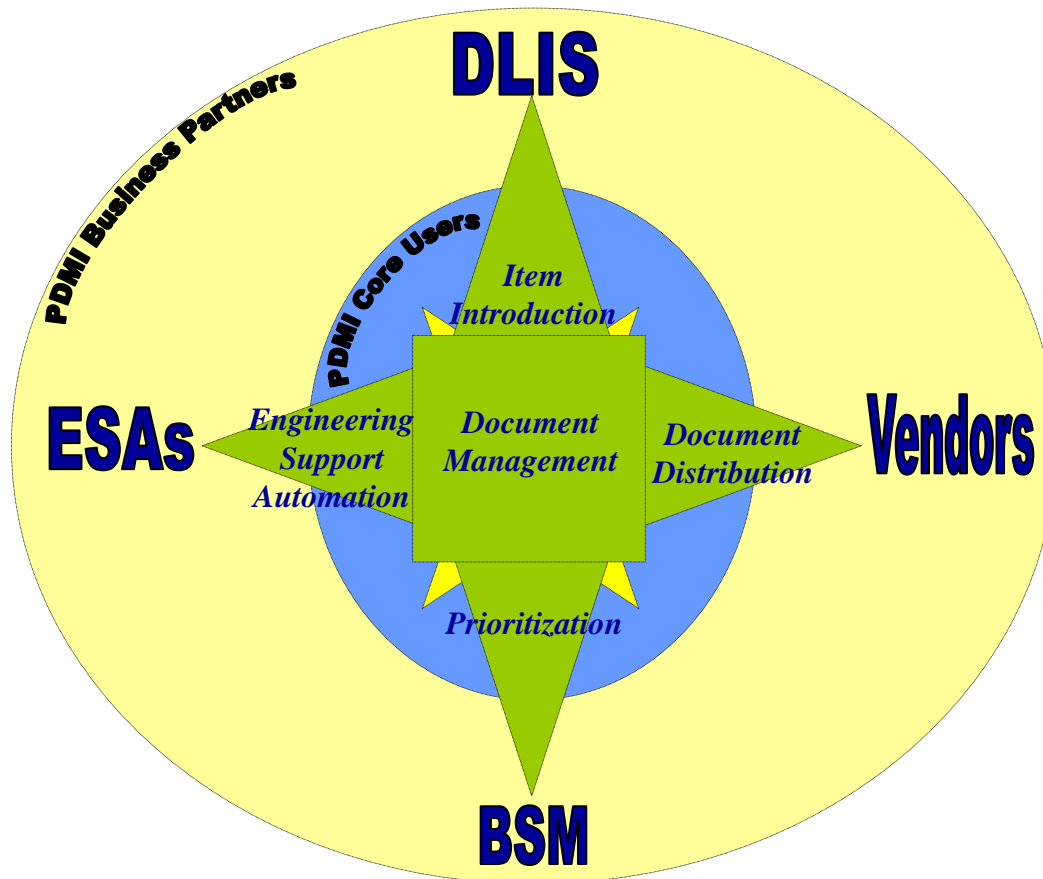 DLIS
PDMI Business Partners
PDMI Core Users
Item
Introduction
ESAs
Engineering
Support
Automation
Document
Management
Document
Distribution
Vendors
Prioritization
BSM